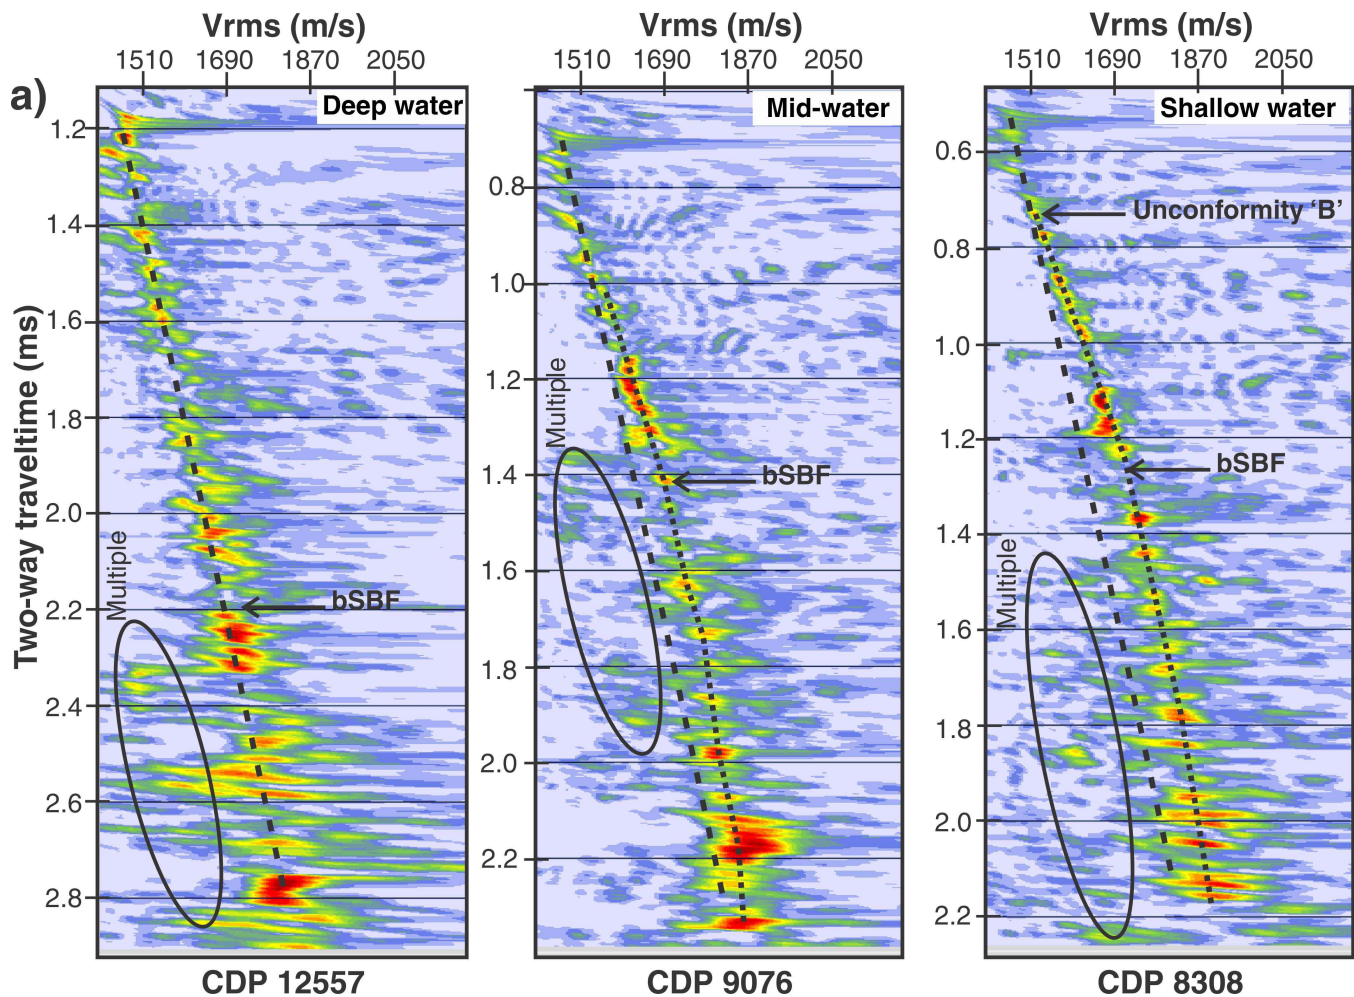 Vrms (m/s) Vrms (m/s) Vrms (m/s)
1510 1690 1870 2050 1510 1690 1870 2050 1510 1690 1870 2050
a)
Deep water Mid-water Shallow water
Two-way traveltime (ms)
1.2
1.4
1.6
1.8
2.0
2.2
2.4
2.6
2.8
Multiple
bSBF
CDP 12557
0.8
1.0
1.2
1.4
1.6
1.8
2.0
2.2
Multiple
bSBF
CDP 9076
0.6
0.8
1.0
1.2
1.4
1.6
1.8
2.0
2.2
Unconformity ‘B’
bSBF
Multiple
CDP 8308